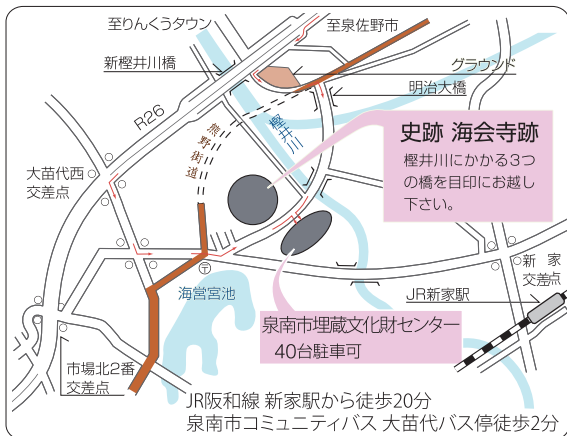 至りんくうタウン
至泉佐野市
新樫井川橋
グラウンド
明治大橋
R26
熊野街道
樫井川
史跡 海会寺跡
樫井川にかかる3つ
の橋を目印にお越し
下さい。
大苗代西
交差点
〒
新家
交差点
海営宮池
JR新家駅
泉南市埋蔵文化財センター
40台駐車可
市場北2番
交差点
JR阪和線 新家駅から徒歩20分
泉南市コミュニティバス 大苗代バス停徒歩2分